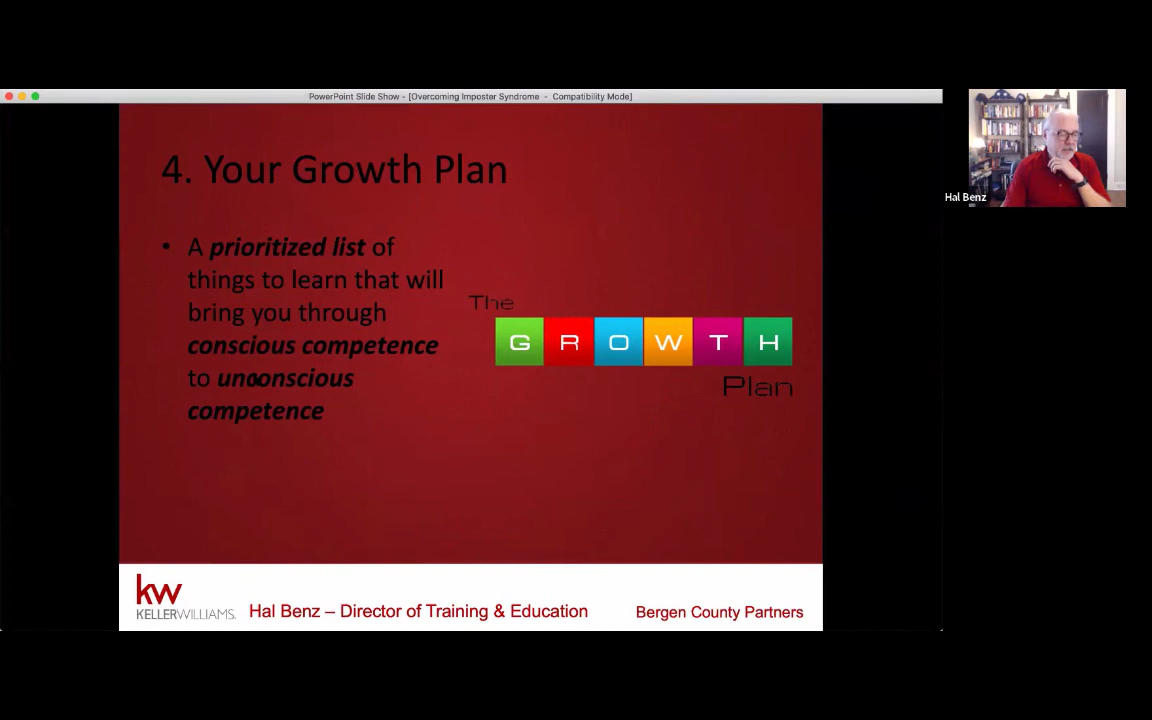 PowerPoint Slide Show - [Overcoming Imposter Syndrome - Compatibility Mode]
4. Your Growth Plan
• A prioritized list of
things to learn that will
bring you through
conscious competence
to unconscious
competence
The
GROWTH
Plan
Hal Benz
kw
KELLERWILLIAMS.
Hal Benz – Director of Training & Education
Bergen County Partners